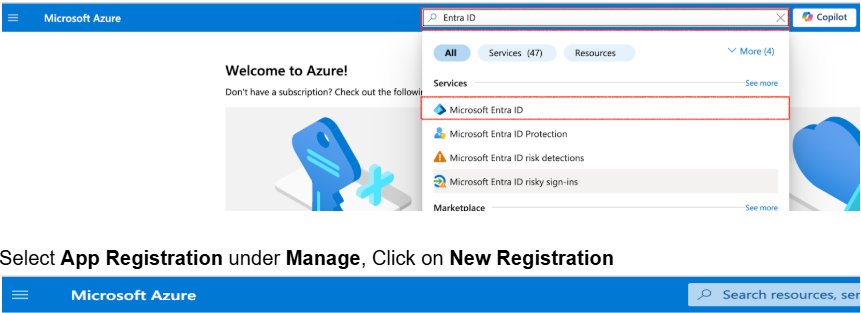 Microsoft Azure
Entra ID
Copilot
All
Services (47)
Resources
More (4)
Welcome to Azure!
Services
See more
Don't have a subscription? Check out the followi
Microsoft Entra ID
Microsoft Entra ID Protection
Microsoft Entra ID risk detections
Microsoft Entra ID risky sign-ins
Marketplace
See more
Select App Registration under Manage, Click on New Registration
Microsoft Azure
Search resources, ser